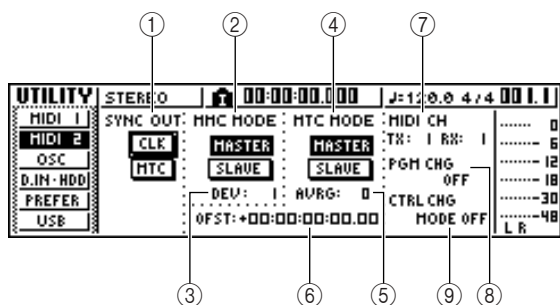 ① ② ④ ⑦
UTILITY STEREO I 00:00:00.000 ♩=120.0 4/4 001.1
MIDI 1
MIDI 2
OSC
D.IN·HDD
PREFER
USB
SYNC OUT
CLK
MTC
MMC MODE
MASTER
SLAVE
DEV: 1
MTC MODE
MASTER
SLAVE
AVRG: 0
OFST:+00:00:00:00.00
MIDI CH
TX: 1 RX: 1
PGM CHG
OFF
CTRL CHG
MODE OFF
0
6
12
18
30
48
L R
③ ⑥ ⑤ ⑨ ⑧